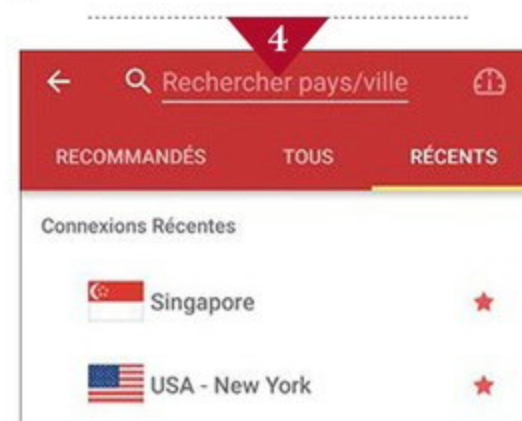 4
Rechercher pays/ville
RECOMMANDÉS TOUS RÉCENTS
Connexions Récentes
Singapore
USA - New York